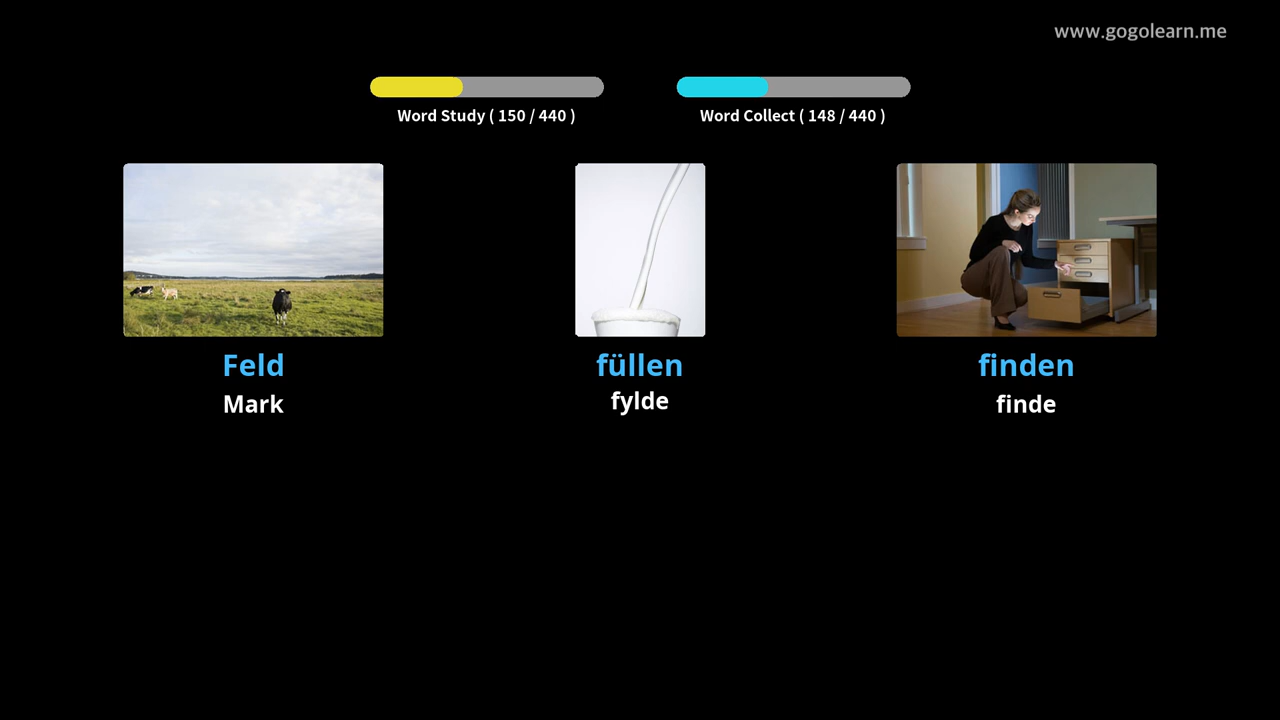 www.gogolearn.me
Word Study ( 150 / 440 )
Word Collect ( 148 / 440 )
Feld
Mark
füllen
fylde
finden
finde